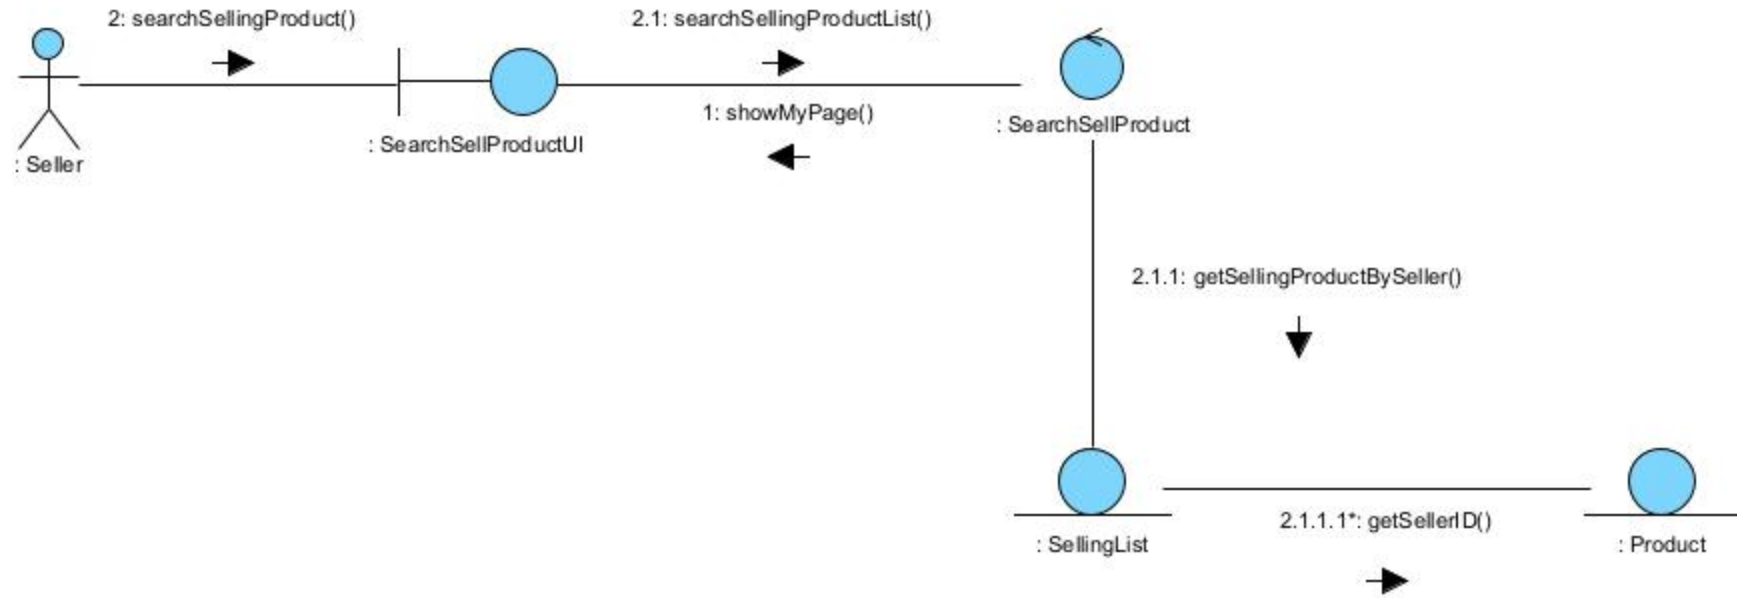 2: searchSellingProduct()
2.1: searchSellingProductList()
1: showMyPage()
: Seller
: SearchSellProductUI
: SearchSellProduct
2.1.1: getSellingProductBySeller()
2.1.1.1*: getSellerID()
: SellingList
: Product